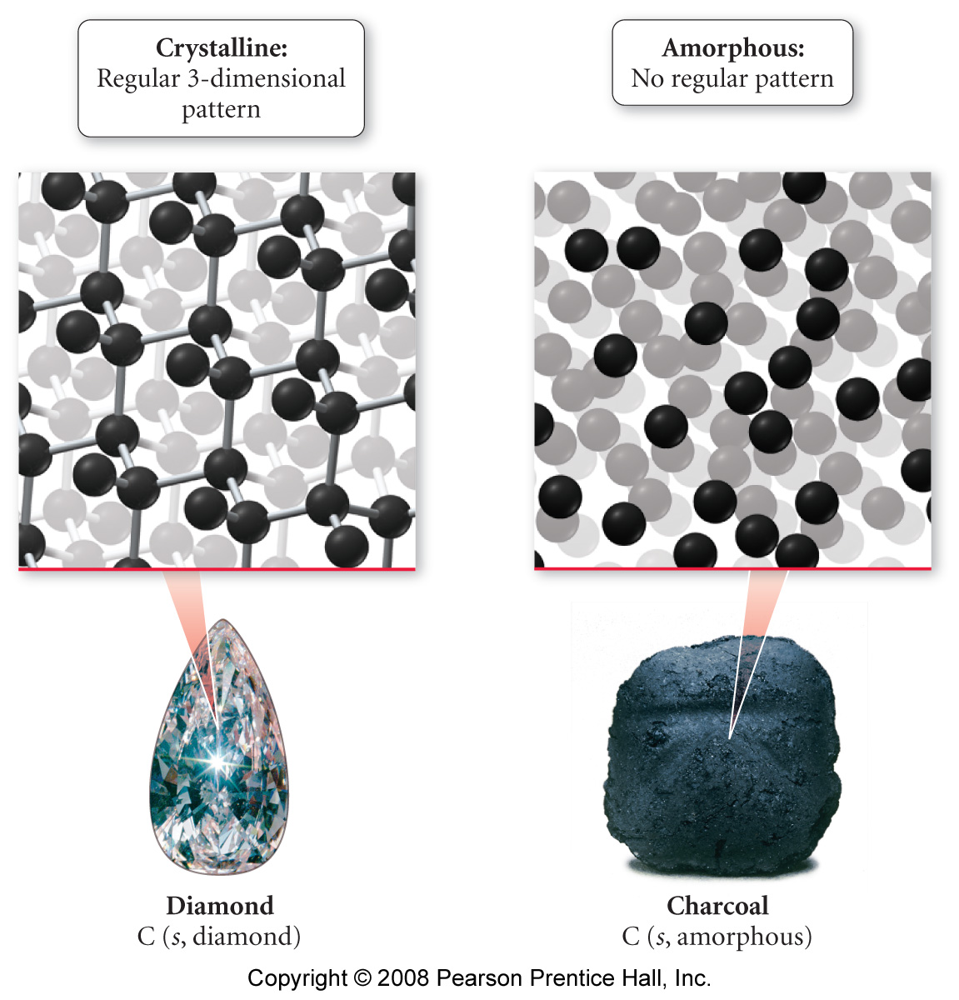 Crystalline:
Regular 3-dimensional
pattern
Amorphous:
No regular pattern
Diamond
C (s, diamond)
Charcoal
C (s, amorphous)
Copyright © 2008 Pearson Prentice Hall, Inc.